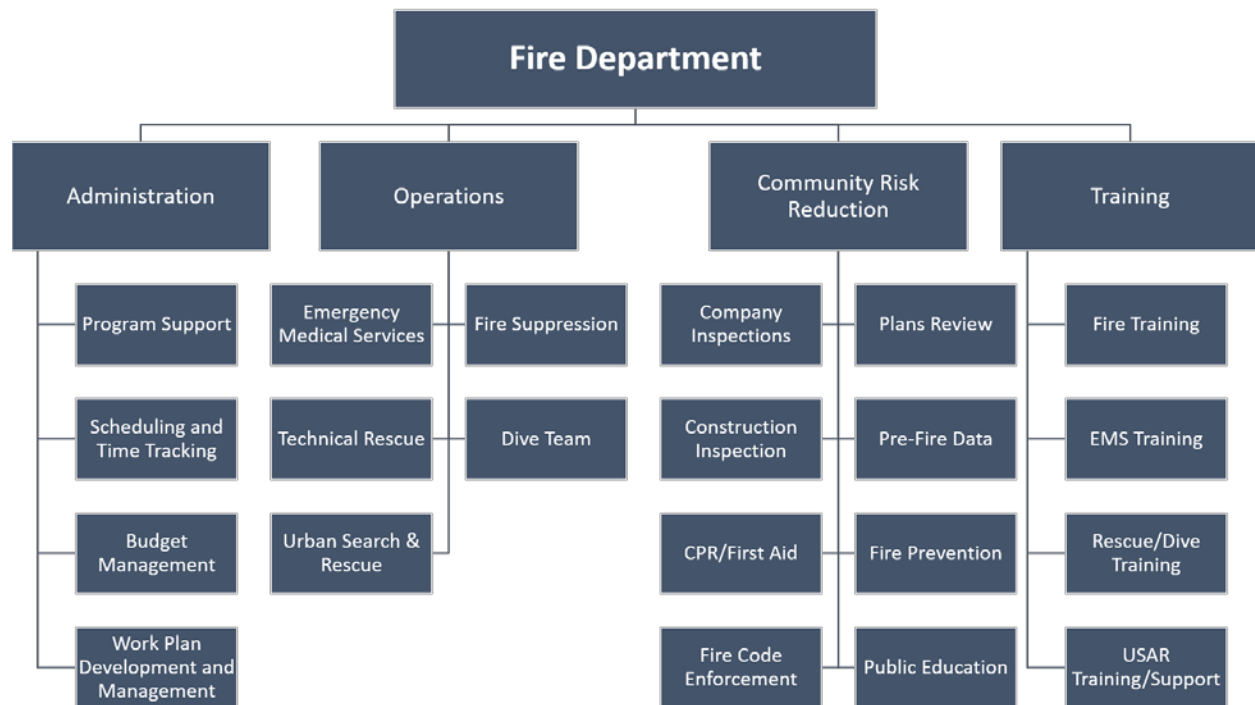 Fire Department
Administration
Operations
Community Risk
Reduction
Training
Program Support
Emergency
Medical Services
Fire Suppression
Company
Inspections
Plans Review
Fire Training
Scheduling and
Time Tracking
Technical Rescue
Dive Team
Construction
Inspection
Pre-Fire Data
EMS Training
Budget
Management
Urban Search &
Rescue
CPR/First Aid
Fire Prevention
Rescue/Dive
Training
Work Plan
Development and
Management
Fire Code
Enforcement
Public Education
USAR
Training/Support